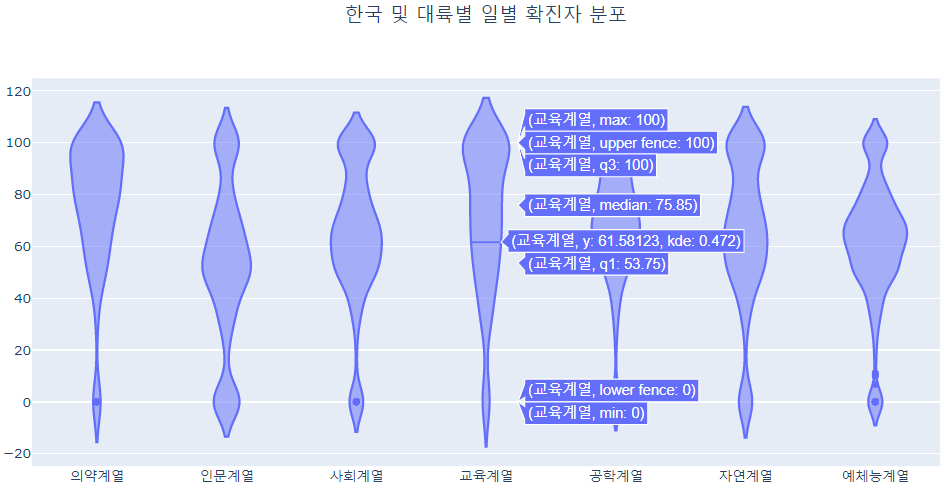 한국 및 대륙별 일별 확진자 분포
120
100
80
60
40
20
0
−20
(교육계열, max: 100)
(교육계열, upper fence: 100)
(교육계열, q3: 100)
(교육계열, median: 75.85)
(교육계열, y: 61.58123, kde: 0.472)
(교육계열, q1: 53.75)
(교육계열, lower fence: 0)
(교육계열, min: 0)
의약계열 인문계열 사회계열 교육계열 공학계열 자연계열 예체능계열